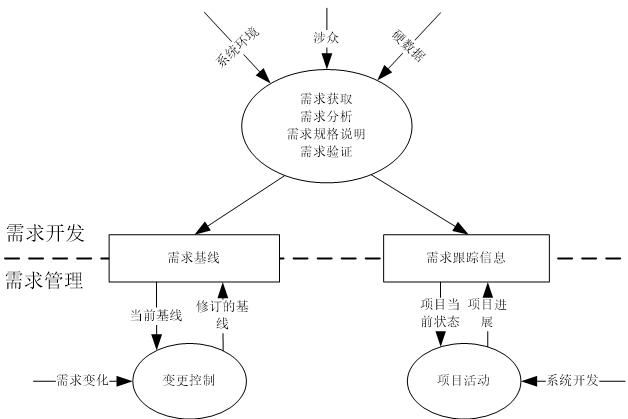 系统环境
涉众
硬数据
需求获取
需求分析
需求规格说明
需求验证
需求开发
需求基线
需求跟踪信息
需求管理
当前基线
修订的基
线
项目当
前状态
项目进
展
需求变化
变更控制
项目活动
系统开发